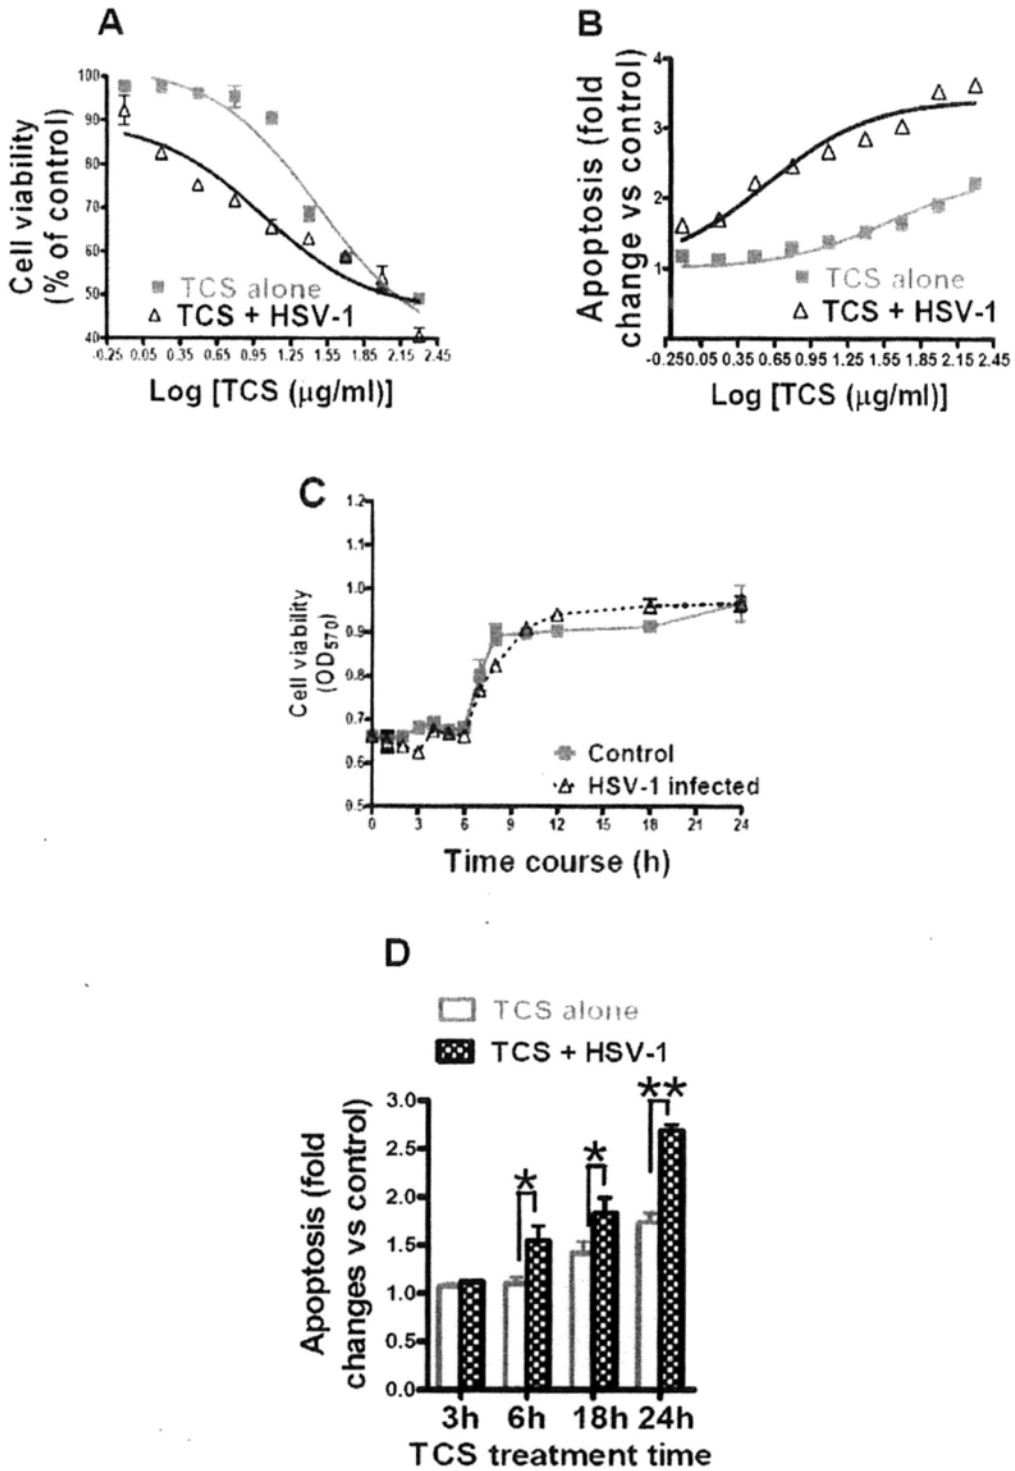 A
Cell viability
(% of control)
100
90
80
70
60
50
40
TCS alone
TCS + HSV-1
-0.25 0.05 0.35 0.65 0.95 1.25 1.55 1.85 2.15 2.45
Log [TCS (μg/ml)]
B
Apoptosis (fold
change vs control)
4
3
2
1
TCS alone
TCS + HSV-1
-0.25 0.05 0.35 0.65 0.95 1.25 1.55 1.85 2.15 2.45
Log [TCS (μg/ml)]
C
Cell viability
(OD570)
1.2
1.1
1.0
0.9
0.8
0.7
0.6
0.5
Control
HSV-1 infected
0 3 6 9 12 15 18 21 24
Time course (h)
D
TCS alone
TCS + HSV-1
Apoptosis (fold
changes vs control)
3.0
2.5
2.0
1.5
1.0
0.5
0.0
*
*
**
3h 6h 18h 24h
TCS treatment time